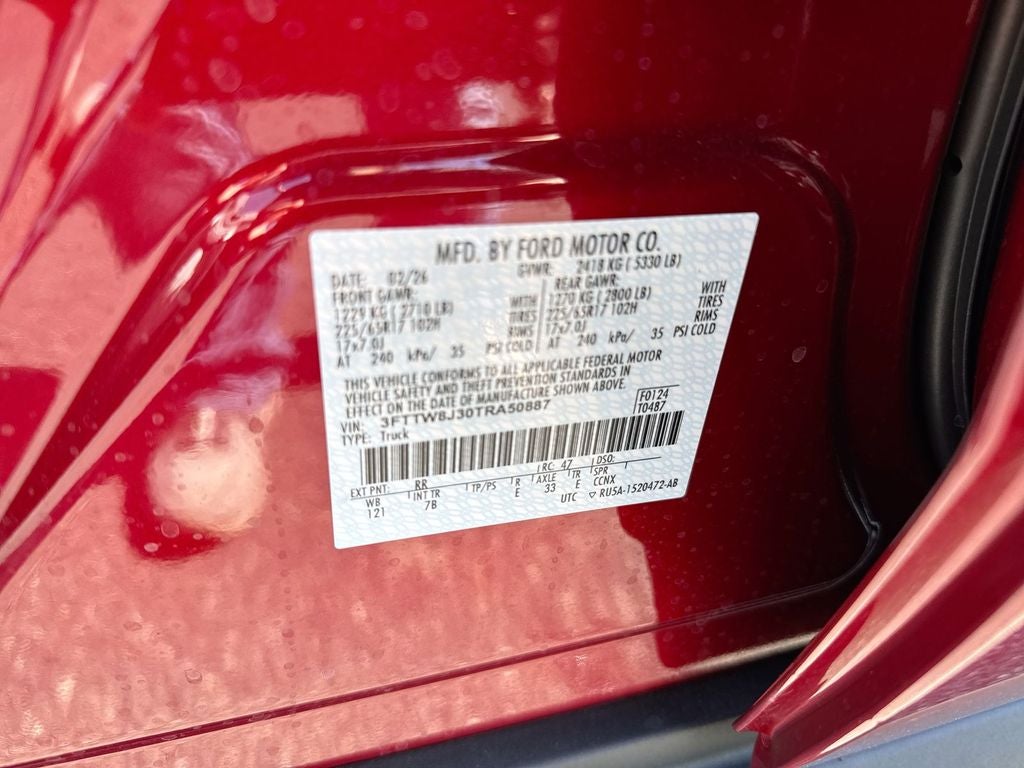 MFD. BY FORD MOTOR CO.
DATE: 02/26 GVWR: 2418 KG ( 5330 LB)
FRONT GAWR: REAR GAWR:
1229 KG ( 2710 LB) WITH 1270 KG ( 2800 LB) WITH
225/65R17 102H TIRES 225/65R17 102H TIRES
17x7.0J RIMS 17x7.0J RIMS
AT 240 kPa/ 35 PSI COLD AT 240 kPa/ 35 PSI COLD
THIS VEHICLE CONFORMS TO ALL APPLICABLE FEDERAL MOTOR
VEHICLE SAFETY AND THEFT PREVENTION STANDARDS IN
EFFECT ON THE DATE OF MANUFACTURE SHOWN ABOVE.
VIN: 3FTTW8J30TRA50887 F0124
TYPE: Truck T0487
EXT PNT: RR RC: 47 DSO:
WB INT TR TP/PS R AXLE TR SPR
121 7B E 33 E CCNX
UTC ▽ RU5A-1520472-AB